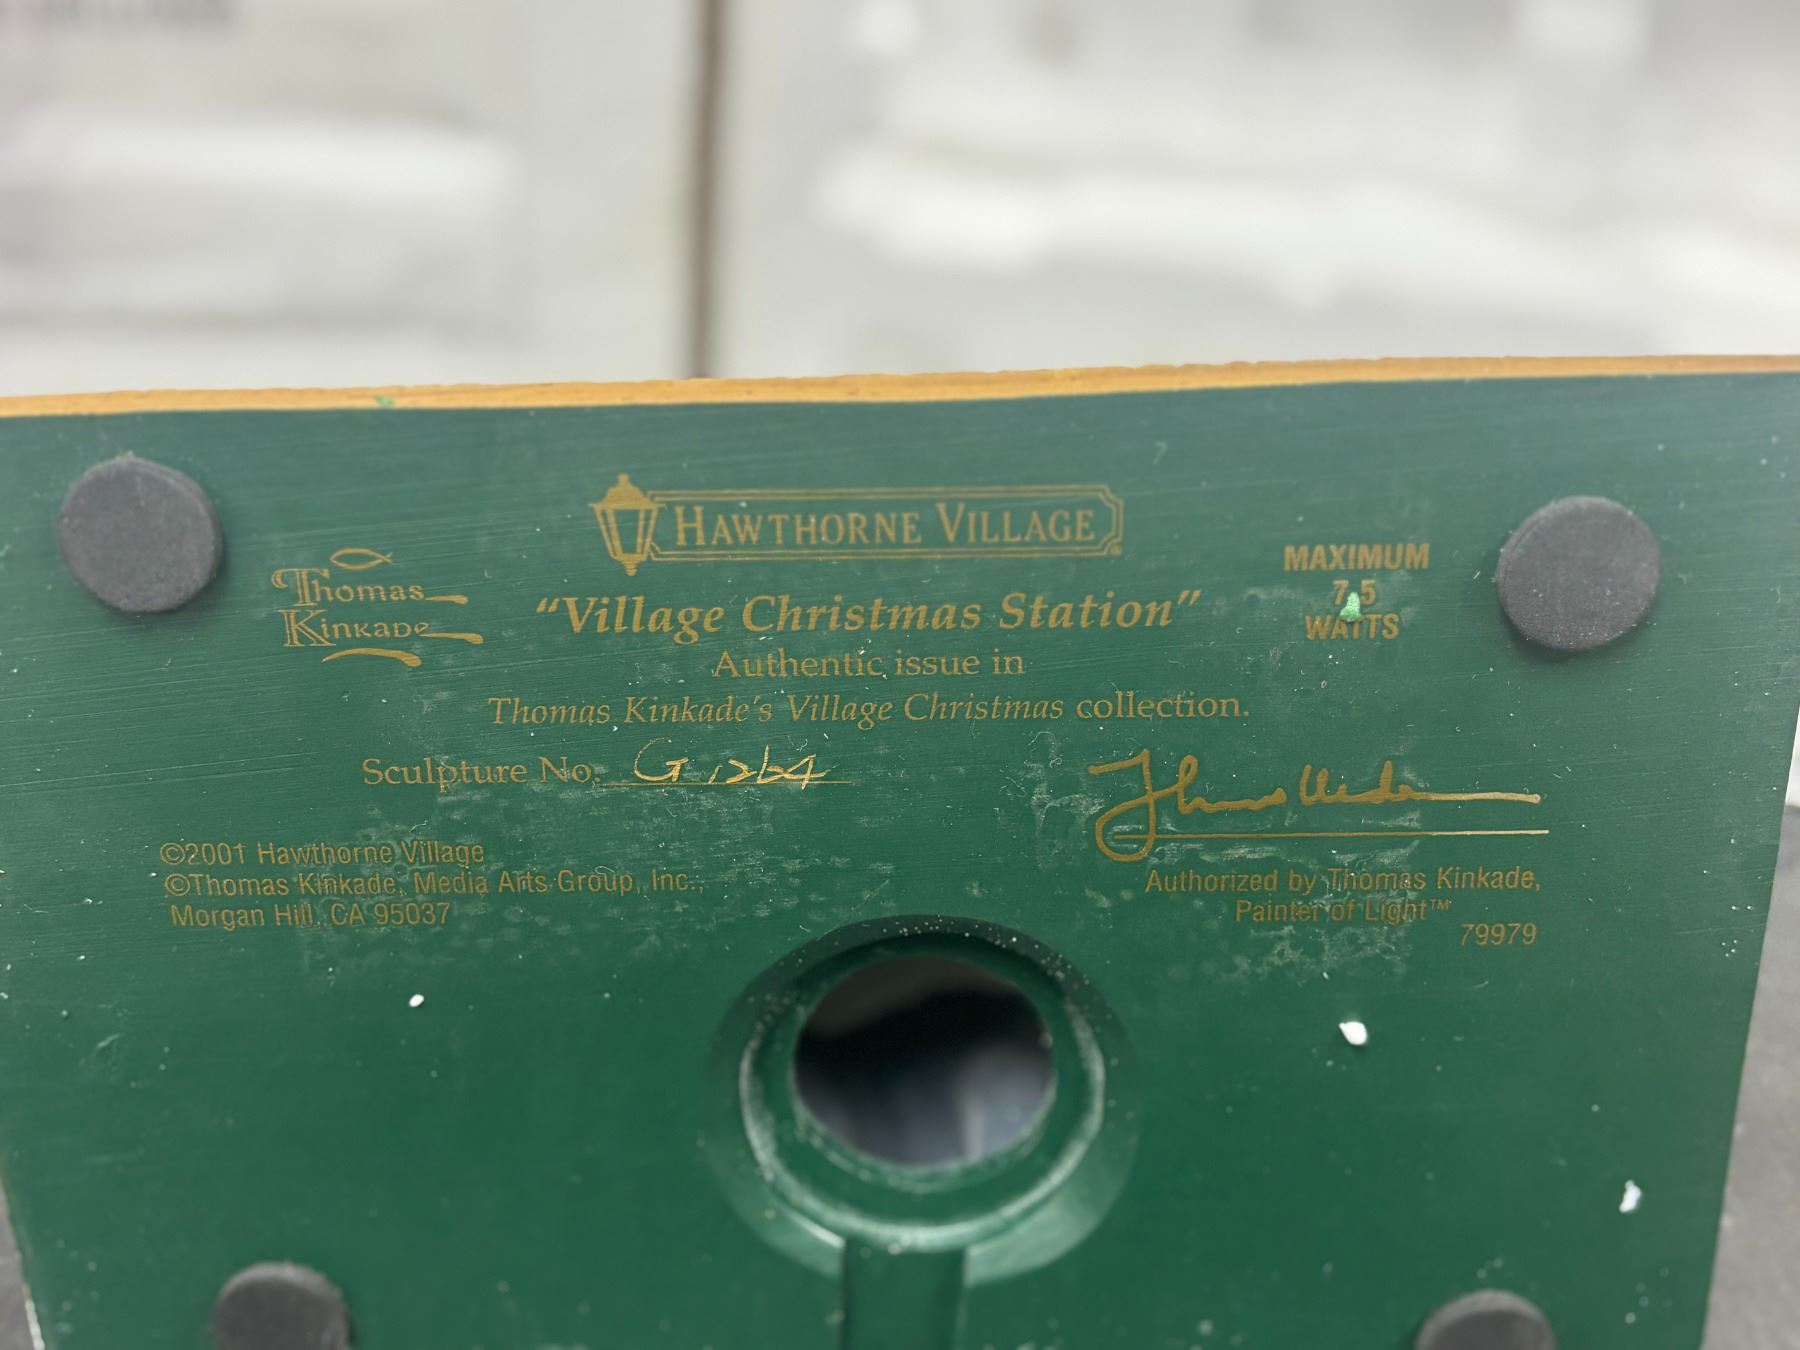 HAWTHORNE VILLAGE®
Thomas
Kinkade
"Village Christmas Station"
MAXIMUM
7.5
WATTS
Authentic issue in
Thomas Kinkade's Village Christmas collection.
Sculpture No. G1264
©2001 Hawthorne Village
©Thomas Kinkade, Media Arts Group, Inc.,
Morgan Hill, CA 95037
Authorized by Thomas Kinkade,
Painter of Light™
79979